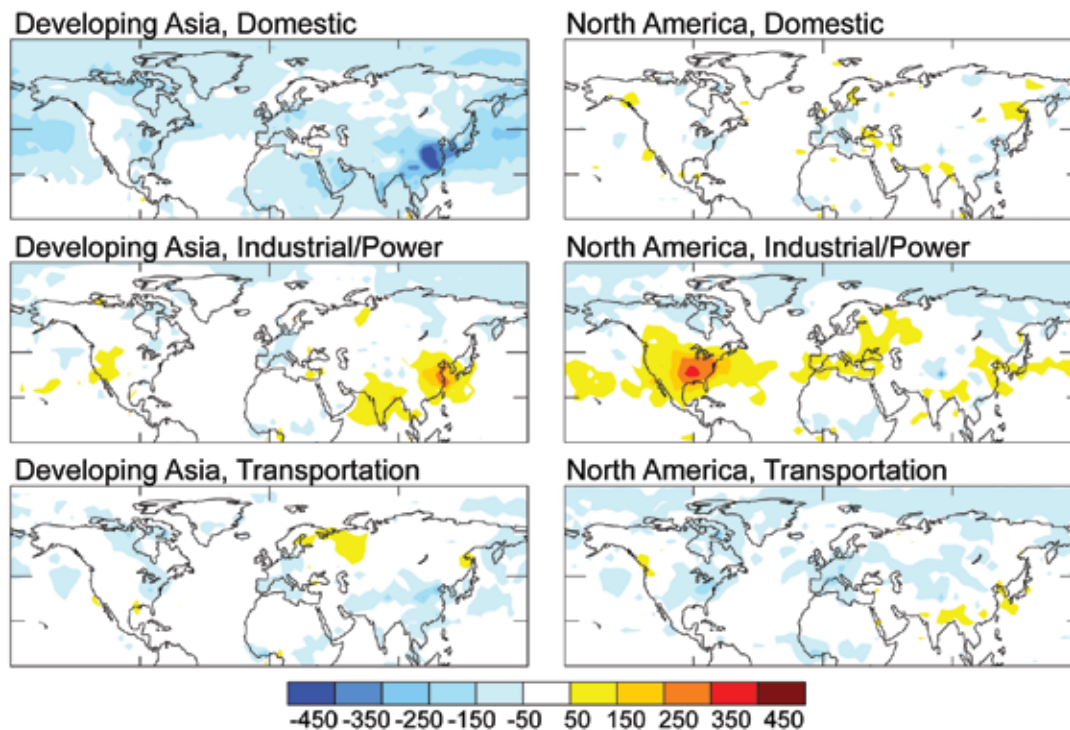 Developing Asia, Domestic
North America, Domestic
Developing Asia, Industrial/Power
North America, Industrial/Power
Developing Asia, Transportation
North America, Transportation
-450 -350 -250 -150 -50 50 150 250 350 450